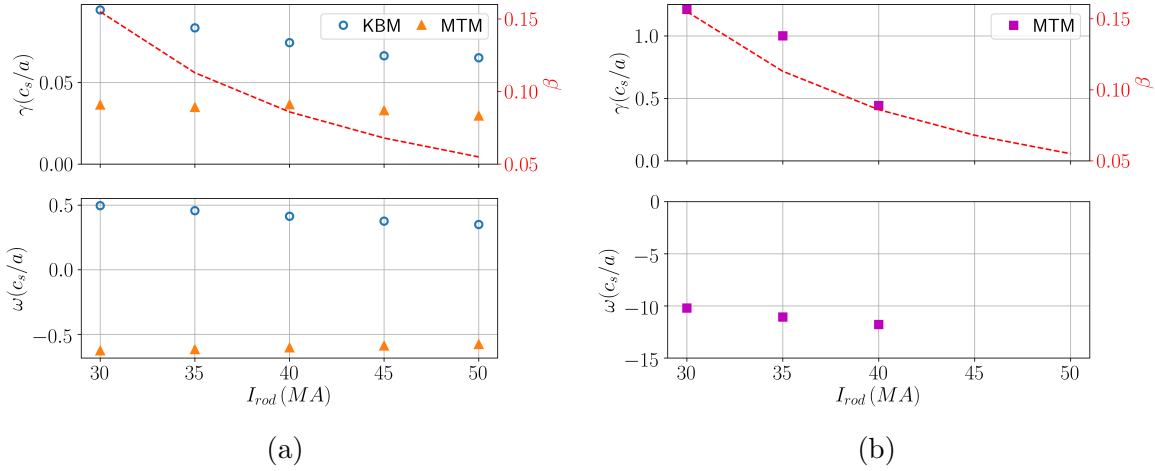 KBM MTM
γ(c_s/a)
0.05
0.00
0.15
0.10
0.05
β
0.5
0.0
−0.5
ω(c_s/a)
30 35 40 45 50
I_rod (MA)
(a)
MTM
γ(c_s/a)
1.0
0.5
0.0
0.15
0.10
0.05
β
0
−5
−10
−15
ω(c_s/a)
30 35 40 45 50
I_rod (MA)
(b)